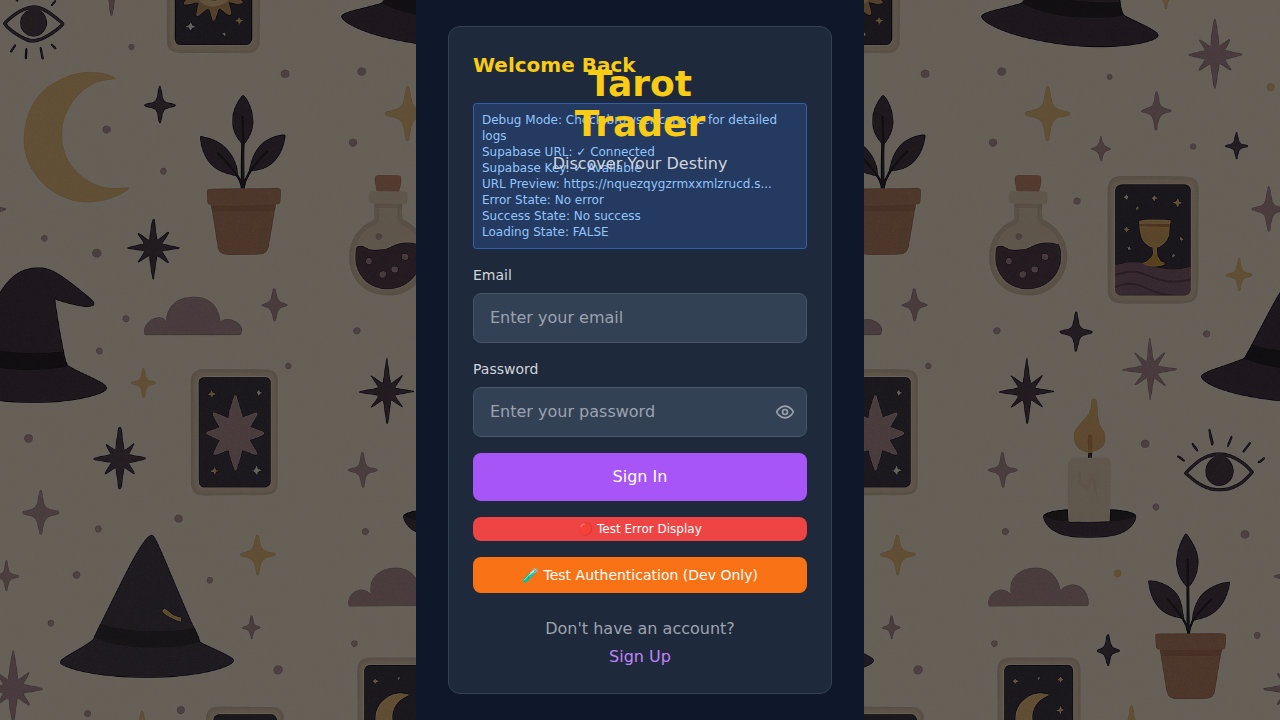 Welcome Back
Tarot
Trader
Debug Mode: Check browser console for detailed
logs
Supabase URL: ✓ Connected
Discover Your Destiny
Supabase Key: ✓ Available
URL Preview: https://nquezqygzrmxxmlzrucd.s...
Error State: No error
Success State: No success
Loading State: FALSE
Email
Enter your email
Password
Enter your password
Sign In
🔴 Test Error Display
🧪 Test Authentication (Dev Only)
Don't have an account?
Sign Up